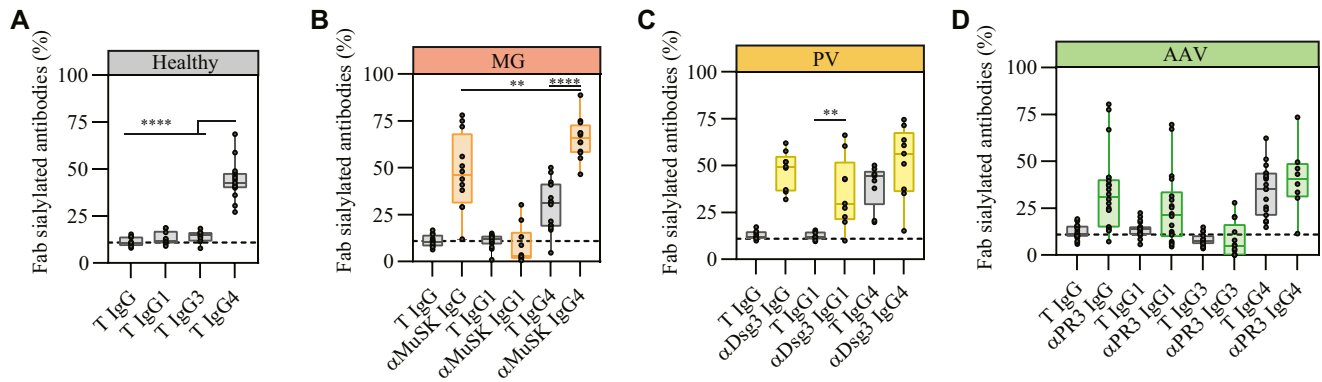 A
Healthy
Fab sialylated antibodies (%)
100
75
50
25
0
****
T IgG
T IgG1
T IgG3
T IgG4
B
MG
Fab sialylated antibodies (%)
100
75
50
25
0
**
****
T IgG
αMuSK IgG
T IgG1
αMuSK IgG1
T IgG4
αMuSK IgG4
C
PV
Fab sialylated antibodies (%)
100
75
50
25
0
**
T IgG
αDsg3 IgG
T IgG1
αDsg3 IgG1
T IgG4
αDsg3 IgG4
D
AAV
Fab sialylated antibodies (%)
100
75
50
25
0
T IgG
αPR3 IgG
T IgG1
αPR3 IgG1
T IgG3
αPR3 IgG3
T IgG4
αPR3 IgG4